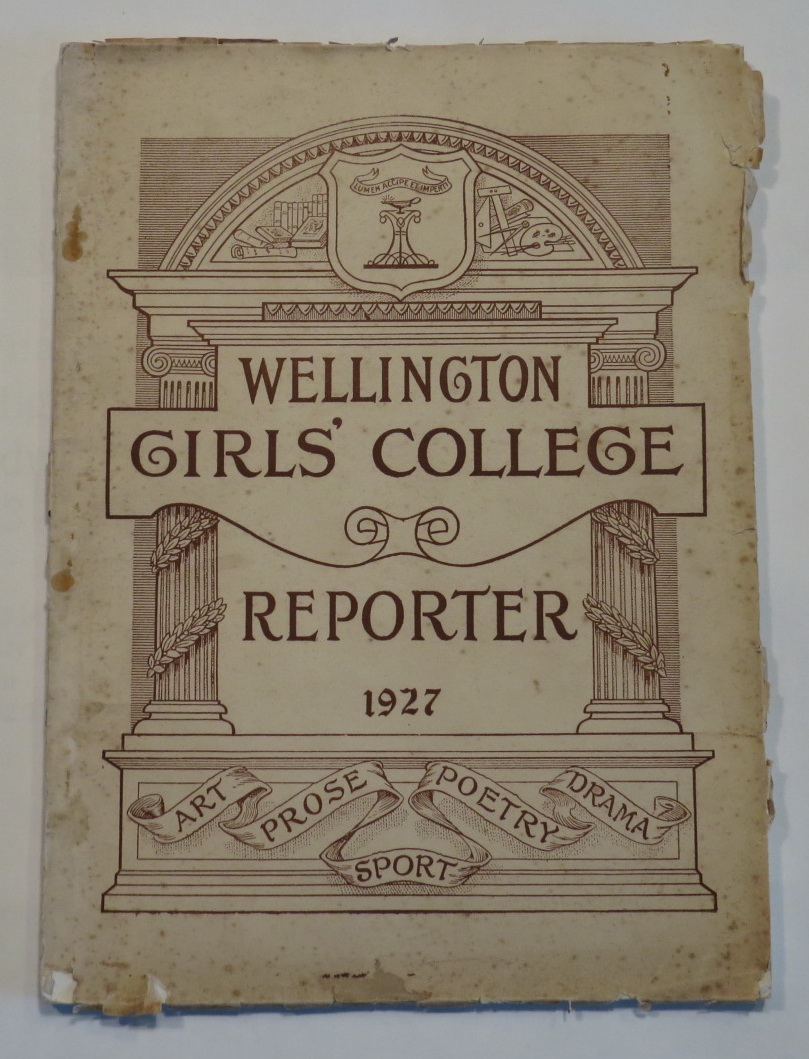 LUMEN ACCIPE ET IMPERTI
WELLINGTON
GIRLS' COLLEGE
REPORTER
1927
ART
PROSE
POETRY
DRAMA
SPORT